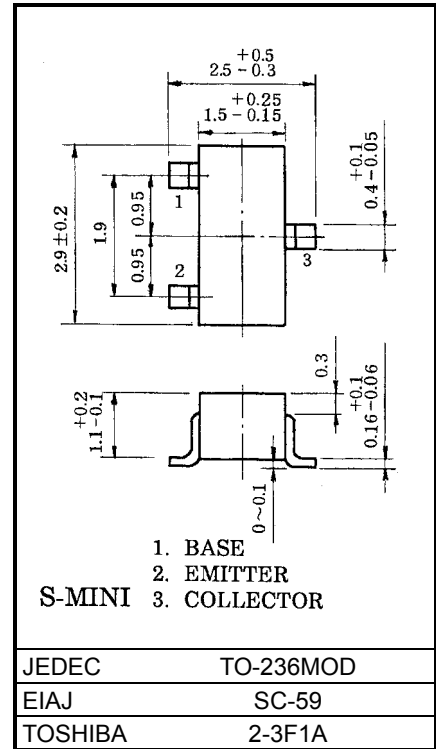 +0.5
2.5 - 0.3
+0.25
1.5 - 0.15
2.9 ± 0.2
1.9
0.95
0.95
1
2
3
+0.1
0.4 - 0.05
+0.2
1.1 - 0.1
0.3
+0.1
0.16 - 0.06
0~0.1
1. BASE
2. EMITTER
S-MINI 3. COLLECTOR
JEDEC TO-236MOD
EIAJ SC-59
TOSHIBA 2-3F1A